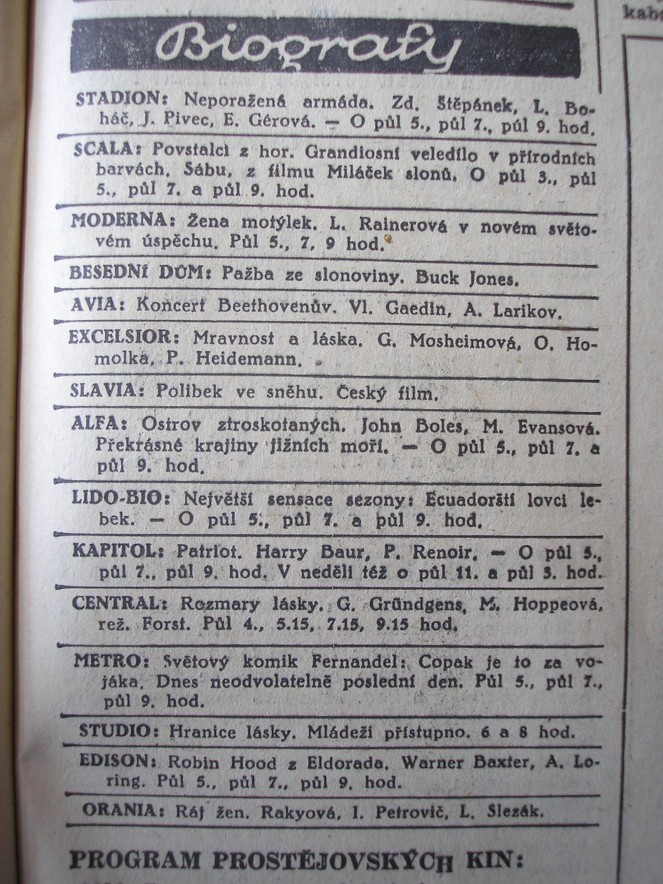 kab
Biografy
STADION: Neporažená armáda. Zd. Štěpánek, L. Bo-
háč, J. Pivec, E. Gérová. — O půl 5., půl 7., půl 9. hod.
SCALA: Povstalci z hor. Grandiosní veledílo v přírodních
barvách. Sábu, z filmu Miláček slonů. O půl 3., půl
5., půl 7. a půl 9. hod.
MODERNA: Žena motýlek. L. Rainerová v novém světo-
vém úspěchu. Půl 5., 7, 9 hod.
BESEDNÍ DŮM: Pažba ze slonoviny. Buck Jones.
AVIA: Koncert Beethovenův. Vl. Gaedin, A. Larikov.
EXCELSIOR: Mravnost a láska. G. Mosheimová, O. Ho-
molka, P. Heidemann.
SLAVIA: Polibek ve sněhu. Český film.
ALFA: Ostrov ztroskotaných. John Boles, M. Evansová.
Překrásné krajiny jižních moří. — O půl 5., půl 7. a
půl 9. hod.
LIDO-BIO: Největší sensace sezony: Ecuadorští lovci le-
bek. — O půl 5., půl 7. a půl 9. hod.
KAPITOL: Patriot. Harry Baur, P. Renoir. — O půl 5.,
půl 7., půl 9. hod. V neděli též o půl 11. a půl 3. hod.
CENTRAL: Rozmary lásky. G. Gründgens, M. Hoppeová,
rež. Forst. Půl 4., 5.15, 7.15, 9.15 hod.
METRO: Světový komik Fernandel: Copak je to za vo-
jáka. Dnes neodvolatelně poslední den. Půl 5., půl 7.,
půl 9. hod.
STUDIO: Hranice lásky. Mládeži přístupno. 6 a 8 hod.
EDISON: Robin Hood z Eldorada. Warner Baxter, A. Lo-
ring. Půl 5., půl 7., půl 9. hod.
ORANIA: Ráj žen. Rakyová, I. Petrovič, L. Slezák.
PROGRAM PROSTĚJOVSKÝCH KIN: